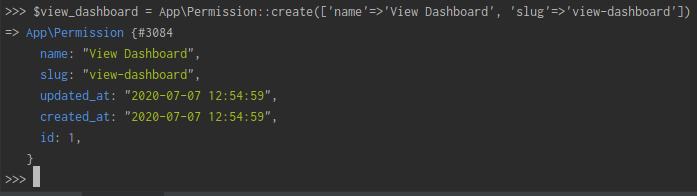 >>> $view_dashboard = App\Permission::create(['name'=>'View Dashboard', 'slug'=>'view-dashboard'])
=> App\Permission {#3084
name: "View Dashboard",
slug: "view-dashboard",
updated_at: "2020-07-07 12:54:59",
created_at: "2020-07-07 12:54:59",
id: 1,
}
>>>